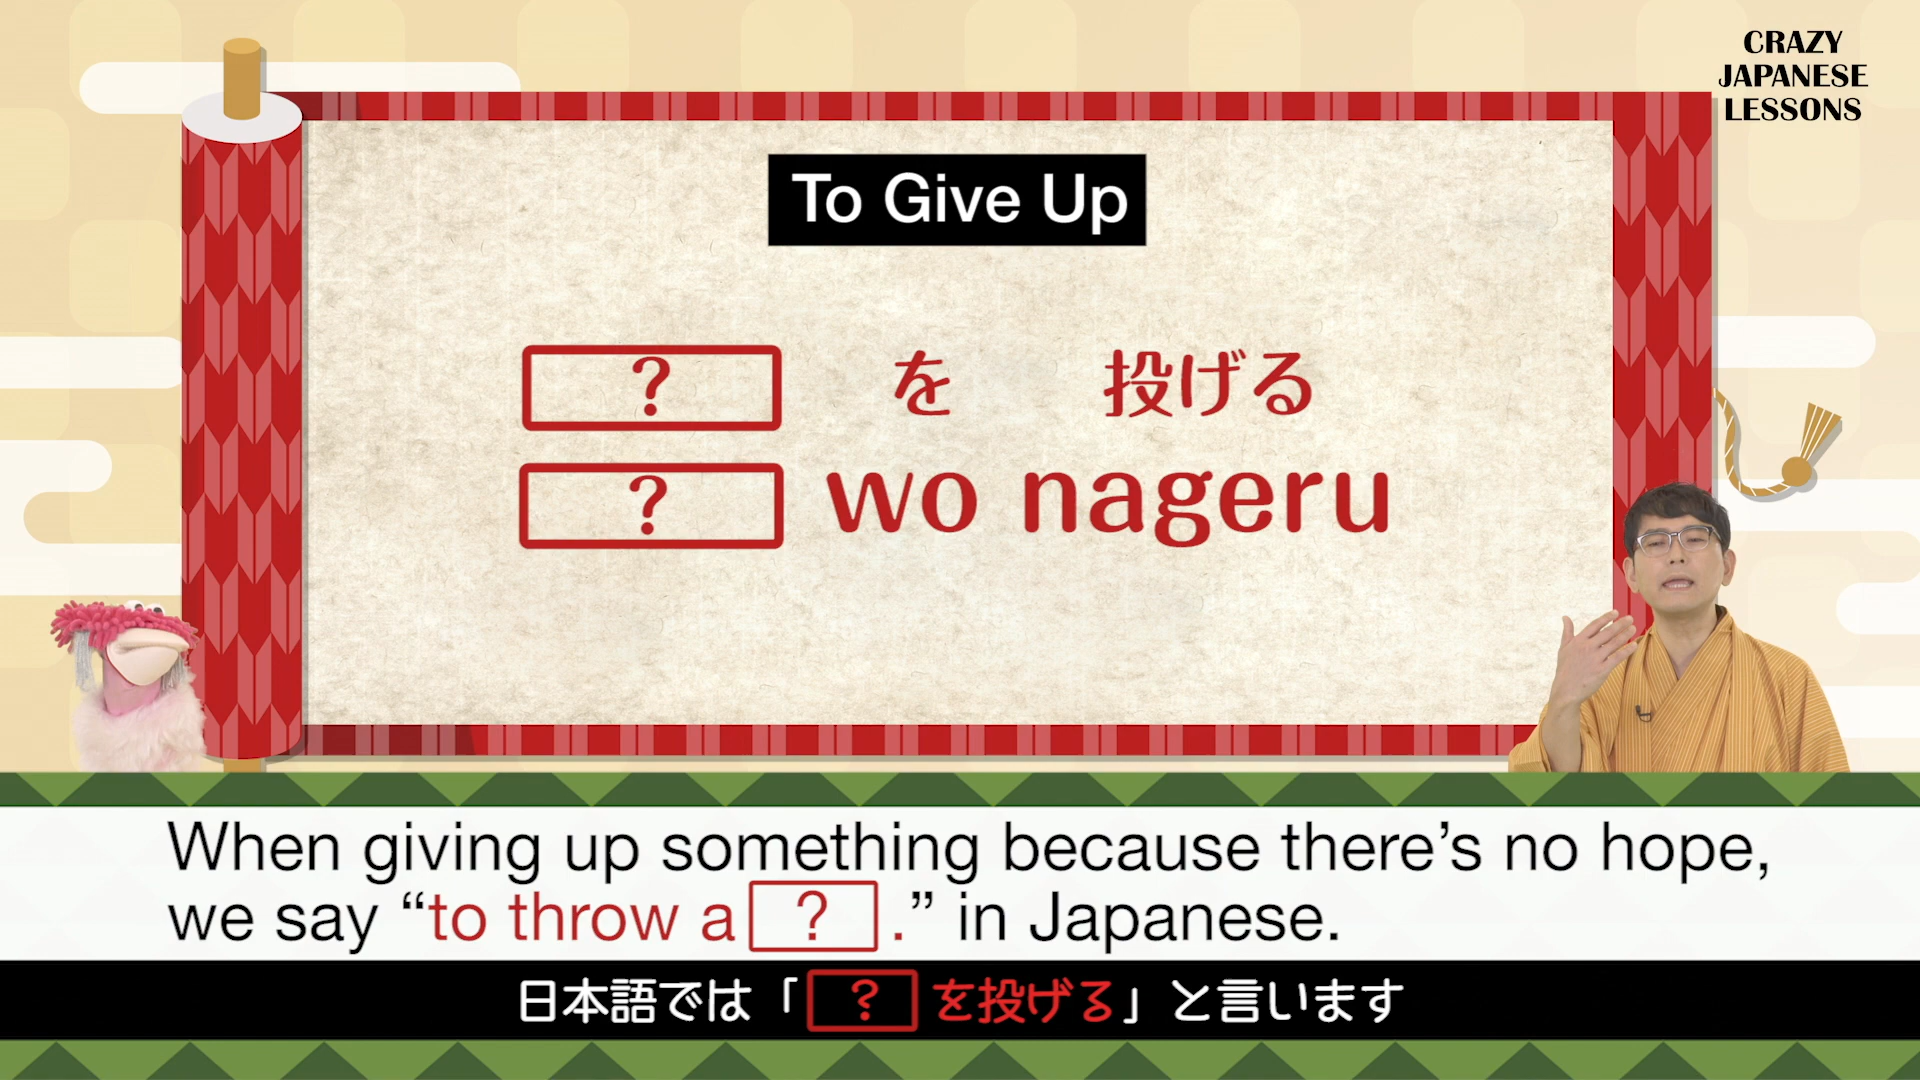 CRAZY
JAPANESE
LESSONS
To Give Up
? を 投げる
? wo nageru
When giving up something because there’s no hope,
we say “to throw a ? .” in Japanese.
日本語では「 ? を投げる」と言います